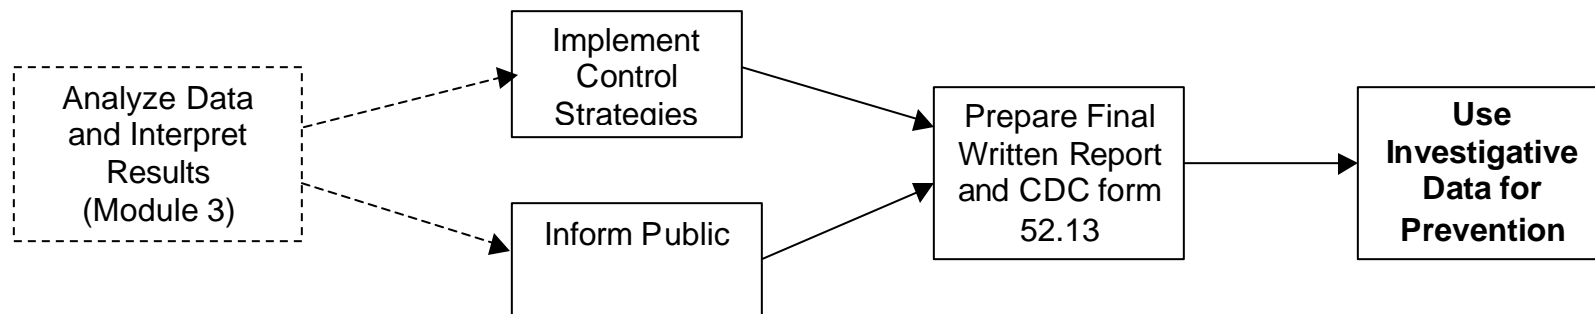 Analyze Data
and Interpret
Results
(Module 3)
Implement
Control
Strategies
Inform Public
Prepare Final
Written Report
and CDC form
52.13
Use
Investigative
Data for
Prevention